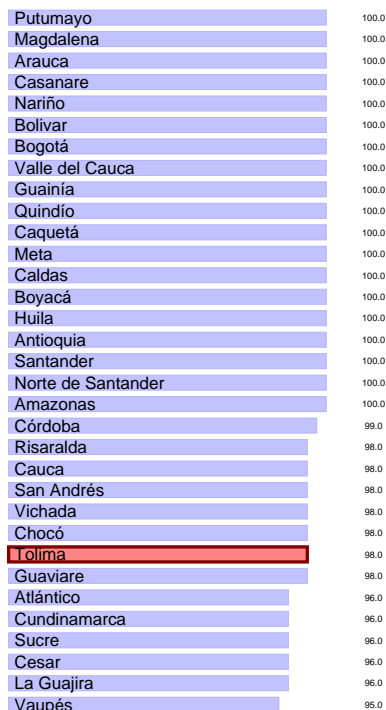 Putumayo 100.0
Magdalena 100.0
Arauca 100.0
Casanare 100.0
Nariño 100.0
Bolivar 100.0
Bogotá 100.0
Valle del Cauca 100.0
Guainía 100.0
Quindío 100.0
Caquetá 100.0
Meta 100.0
Caldas 100.0
Boyacá 100.0
Huila 100.0
Antioquia 100.0
Santander 100.0
Norte de Santander 100.0
Amazonas 100.0
Córdoba 99.0
Risaralda 98.0
Cauca 98.0
San Andrés 98.0
Vichada 98.0
Chocó 98.0
Tolima 98.0
Guaviare 98.0
Atlántico 96.0
Cundinamarca 96.0
Sucre 96.0
Cesar 96.0
La Guajira 96.0
Vaupés 95.0